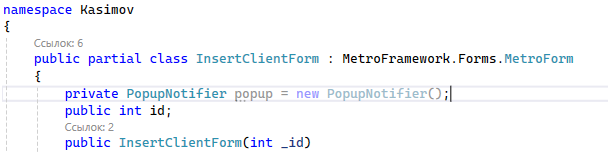 namespace Kasimov
{
Ссылок: 6
public partial class InsertClientForm : MetroFramework.Forms.MetroForm
{
private PopupNotifier popup = new PopupNotifier();
public int id;
Ссылок: 2
public InsertClientForm(int _id)